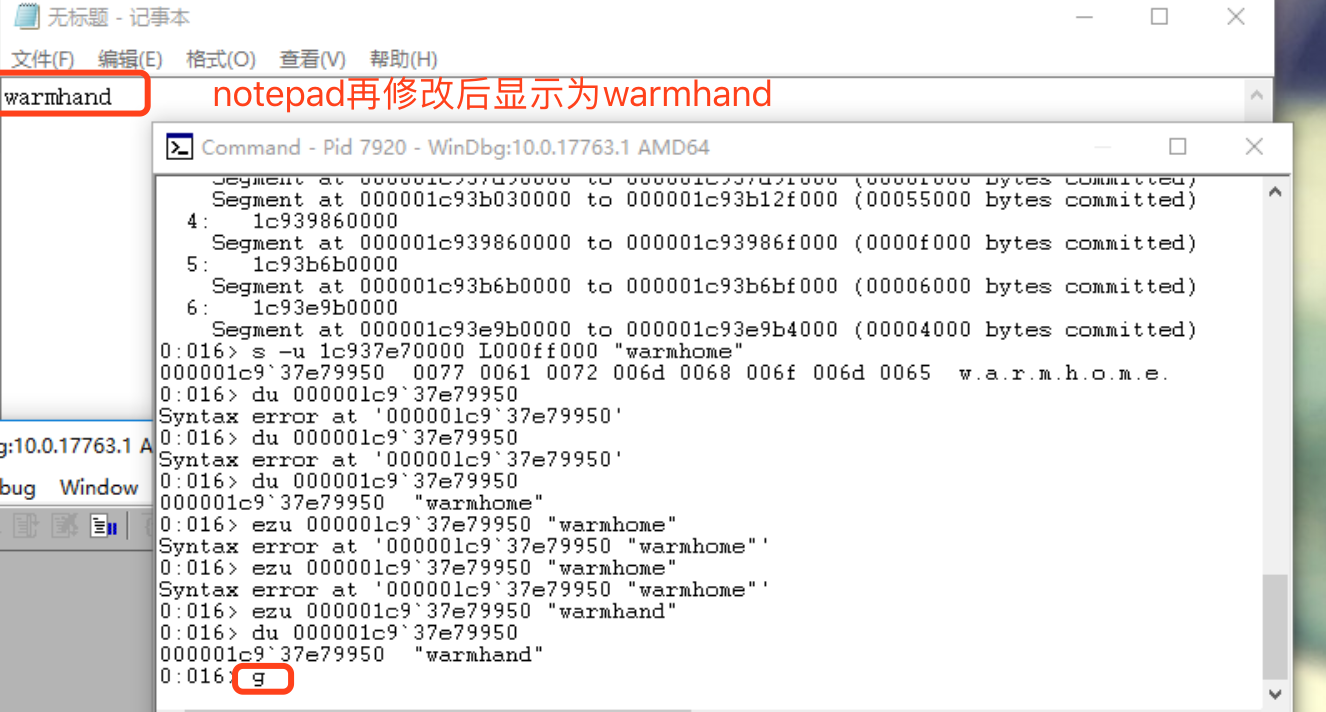 无标题 - 记事本
文件(F) 编辑(E) 格式(O) 查看(V) 帮助(H)
warmhand
notepad再修改后显示为warmhand
Command - Pid 7920 - WinDbg:10.0.17763.1 AMD64
Segment at 000001c937d90000 to 000001c937d9f000 (0000f000 bytes committed)
Segment at 000001c93b030000 to 000001c93b12f000 (00055000 bytes committed)
4: 1c939860000
Segment at 000001c939860000 to 000001c93986f000 (0000f000 bytes committed)
5: 1c93b6b0000
Segment at 000001c93b6b0000 to 000001c93b6bf000 (00006000 bytes committed)
6: 1c93e9b0000
Segment at 000001c93e9b0000 to 000001c93e9b4000 (00004000 bytes committed)
0:016> s -u 1c937e70000 L000ff000 "warmhome"
000001c9`37e79950 0077 0061 0072 006d 0068 006f 006d 0065 w.a.r.m.h.o.m.e.
0:016> du 00000lc9`37e79950
Syntax error at '00000lc9`37e79950'
0:016> du 00000lc9`37e79950
Syntax error at '00000lc9`37e79950'
0:016> du 000001c9`37e79950
000001c9`37e79950 "warmhome"
0:016> ezu 00000lc9`37e79950 "warmhome"
Syntax error at '00000lc9`37e79950 "warmhome"'
0:016> ezu 00000lc9`37e79950 "warmhome"
Syntax error at '00000lc9`37e79950 "warmhome"'
0:016> ezu 000001c9`37e79950 "warmhand"
0:016> du 000001c9`37e79950
000001c9`37e79950 "warmhand"
0:016> g
g:10.0.17763.1 A
bug Window